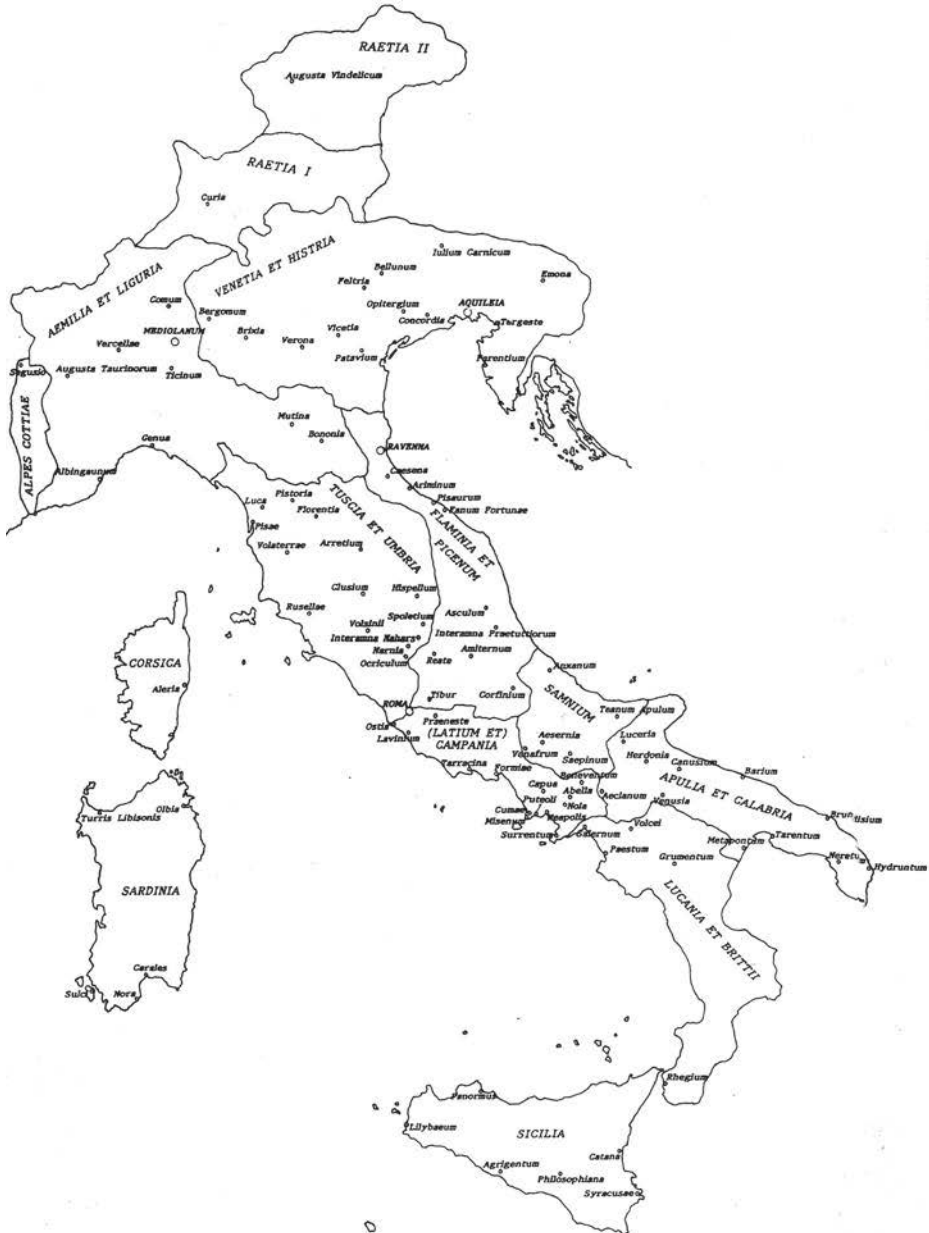 RAETIA II
Augusta Vindelicum
RAETIA I
Curia
VENETIA ET HISTRIA
Iulium Carnicum
Bellunum
Emona
Feltria
AEMILIA ET LIGURIA
Comum
Opitergium
AQUILEIA
Bergomum
Concordia
Tergeste
MEDIOLANUM
Brixia
Vicetia
Vercellae
Verona
Patavium
Parentium
Segusio
Augusta Taurinorum
Ticinum
ALPES COTTIAE
Mutina
Bononia
Genua
RAVENNA
Albingaunum
Caesena
Ariminum
Pistoria
Pisaurum
Luca
Florentia
Fanum Fortunae
TUSCIA ET UMBRIA
FLAMINIA ET
PICENUM
Pisae
Volaterrae
Arretium
Clusium
Hispellum
Rusellae
Spoletium
Asculum
Volsinii
Interamna Nahars
Interamna Praetuttiorum
Narnia
Reate
Amiternum
Ocriculum
CORSICA
Aleria
Auxanum
Tibur
Corfinium
SAMNIUM
ROMA
Teanum Apulum
Ostia
Praeneste
Lavinium
(LATIUM ET)
CAMPANIA
Aesernia
Luceria
Venafrum
Saepinum
Herdonia
Canusium
Tarracina
Formiae
Beneventum
Barium
APULIA ET CALABRIA
Capua
Abella
Aeclanum
Puteoli
Nola
Venusia
Olbia
Turris Libisonis
Cumae
Misenum
Neapolis
Volcei
Bruntisium
Surrentum
Salernum
Metapontum
Tarentum
Paestum
Grumentum
Neretum
Hydruntum
SARDINIA
LUCANIA ET BRITTII
Carales
Sulci
Nora
Rhegium
Panormus
Lilybaeum
SICILIA
Catana
Agrigentum
Philosophiana
Syracusae